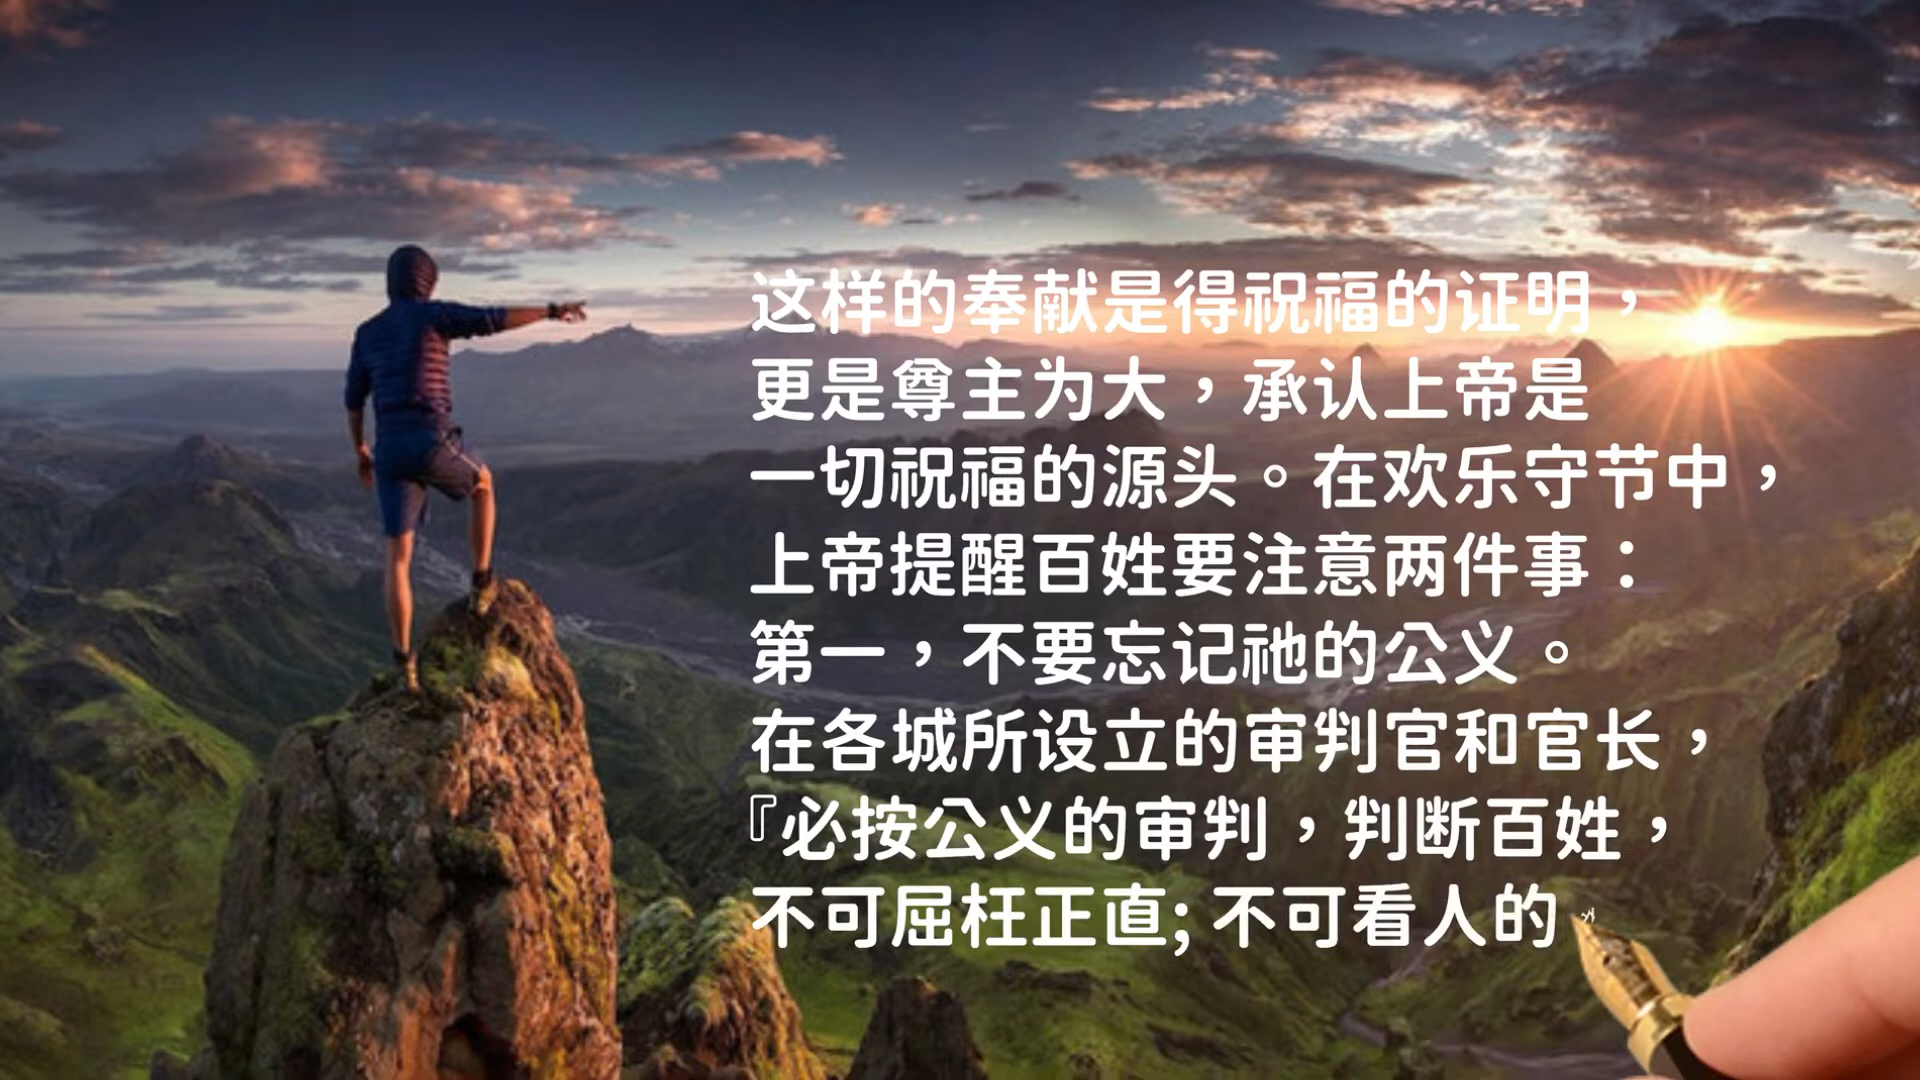 这样的奉献是得祝福的证明，
更是尊主为大，承认上帝是
一切祝福的源头。在欢乐守节中，
上帝提醒百姓要注意两件事：
第一，不要忘记祂的公义。
在各城所设立的审判官和官长，
『必按公义的审判，判断百姓，
不可屈枉正直; 不可看人的